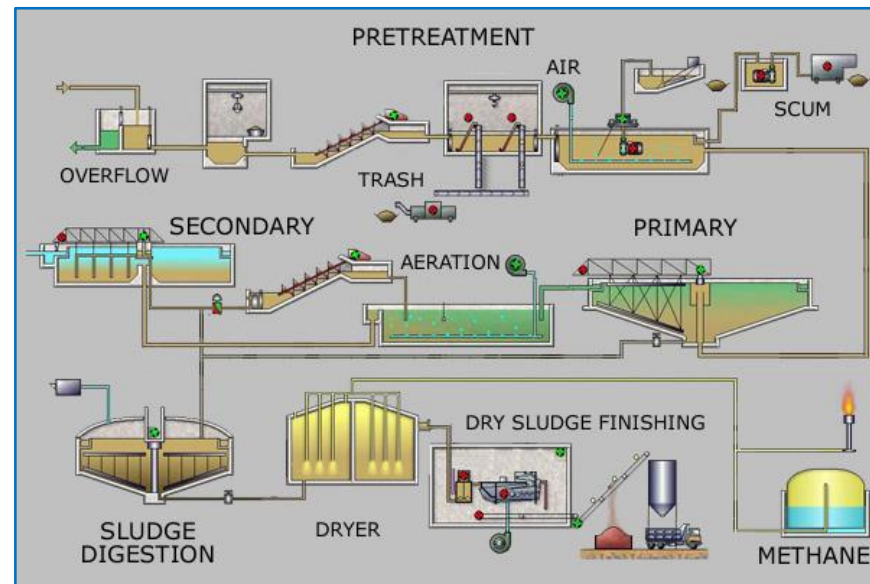 PRETREATMENT
AIR
SCUM
OVERFLOW
TRASH
SECONDARY
PRIMARY
AERATION
DRY SLUDGE FINISHING
SLUDGE
DIGESTION
DRYER
METHANE